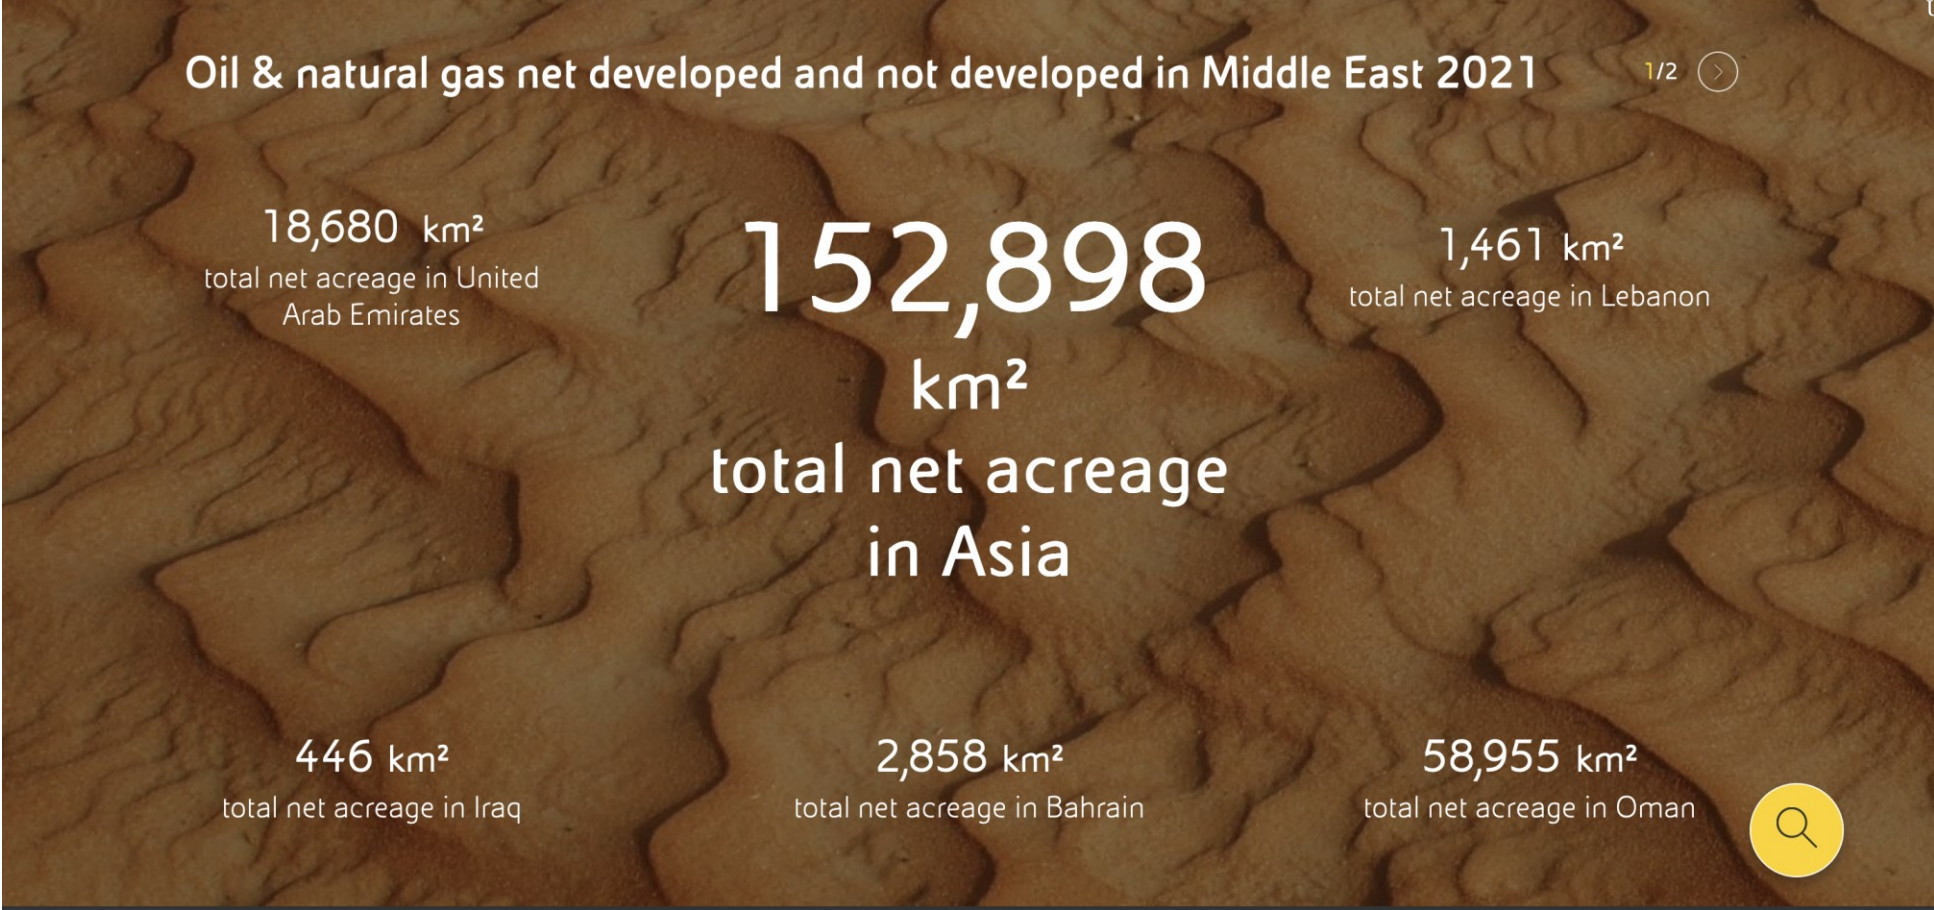 Oil & natural gas net developed and not developed in Middle East 2021
1/2
18,680 km²
total net acreage in United
Arab Emirates
152,898
km²
total net acreage
in Asia
1,461 km²
total net acreage in Lebanon
446 km²
total net acreage in Iraq
2,858 km²
total net acreage in Bahrain
58,955 km²
total net acreage in Oman